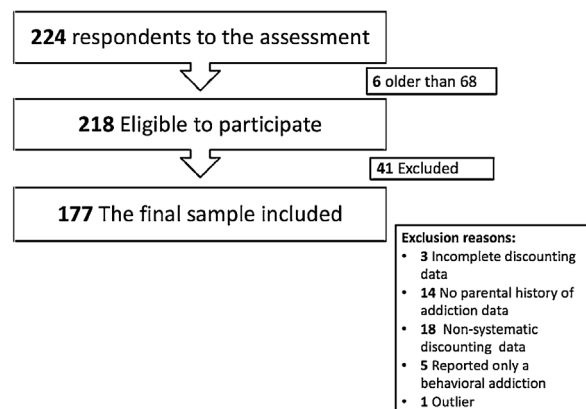 224 respondents to the assessment
6 older than 68
218 Eligible to participate
41 Excluded
177 The final sample included
Exclusion reasons:
• 3 Incomplete discounting
data
• 14 No parental history of
addiction data
• 18 Non-systematic
discounting data
• 5 Reported only a
behavioral addiction
• 1 Outlier